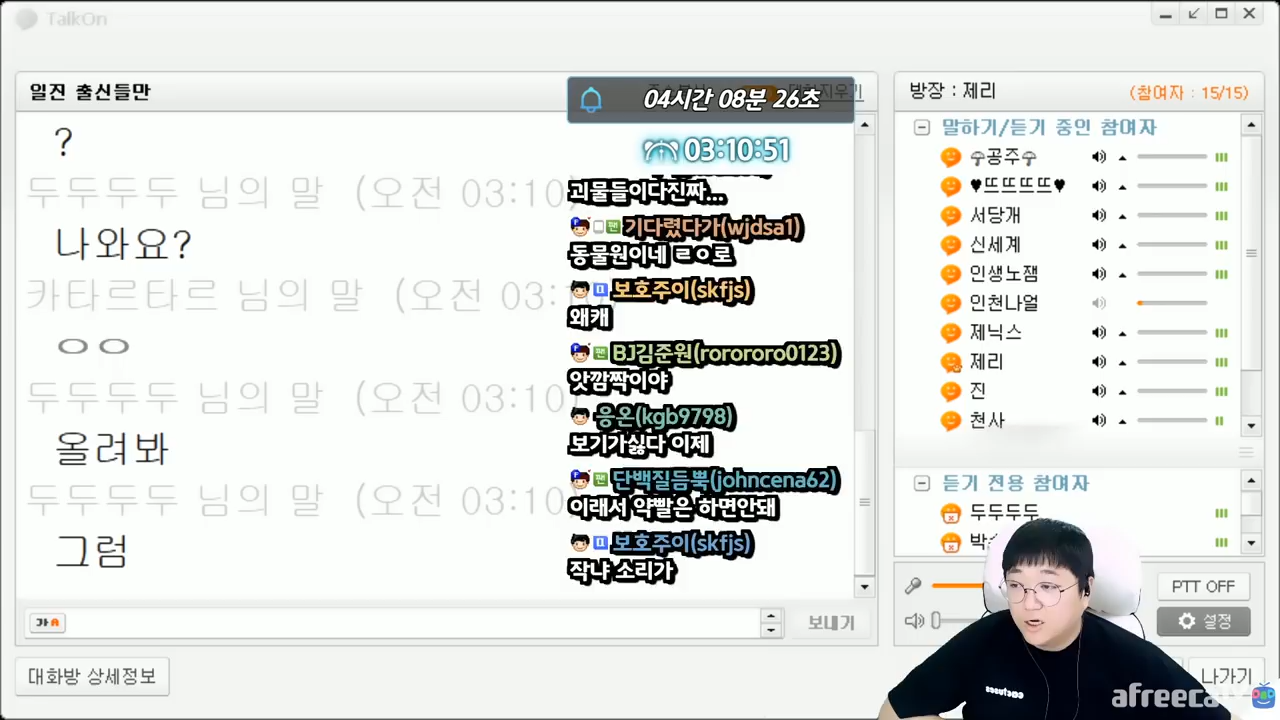 TalkOn
일진 출신들만
04시간 08분 26초
03:10:51
?
두두두두 님의 말 (오전 03:10)
나와요?
카타르타르 님의 말 (오전 03:10)
ㅇㅇ
두두두두 님의 말 (오전 03:10)
올려봐
두두두두 님의 말 (오전 03:10)
그럼
괴물들이다진짜...
기다렸다가(wjdsa1)
동물원이네 ㄹㅇ로
보호주이(skfjs)
왜캐
BJ김준원(rorororo0123)
앗깜짝이야
응온(kgb9798)
보기가싫다 이제
단백질듬뿍(johncena62)
이래서 약빨은 하면안돼
보호주이(skfjs)
작냐 소리가
가
보내기
대화방 상세정보
방장 : 제리
(참여자 : 15/15)
말하기/듣기 중인 참여자
공주
♥뜨뜨뜨뜨♥
서당개
신세계
인생노잼
인천나얼
제닉스
제리
진
천사
듣기 전용 참여자
두두두두
박
PTT OFF
설정
나가기
afreeca